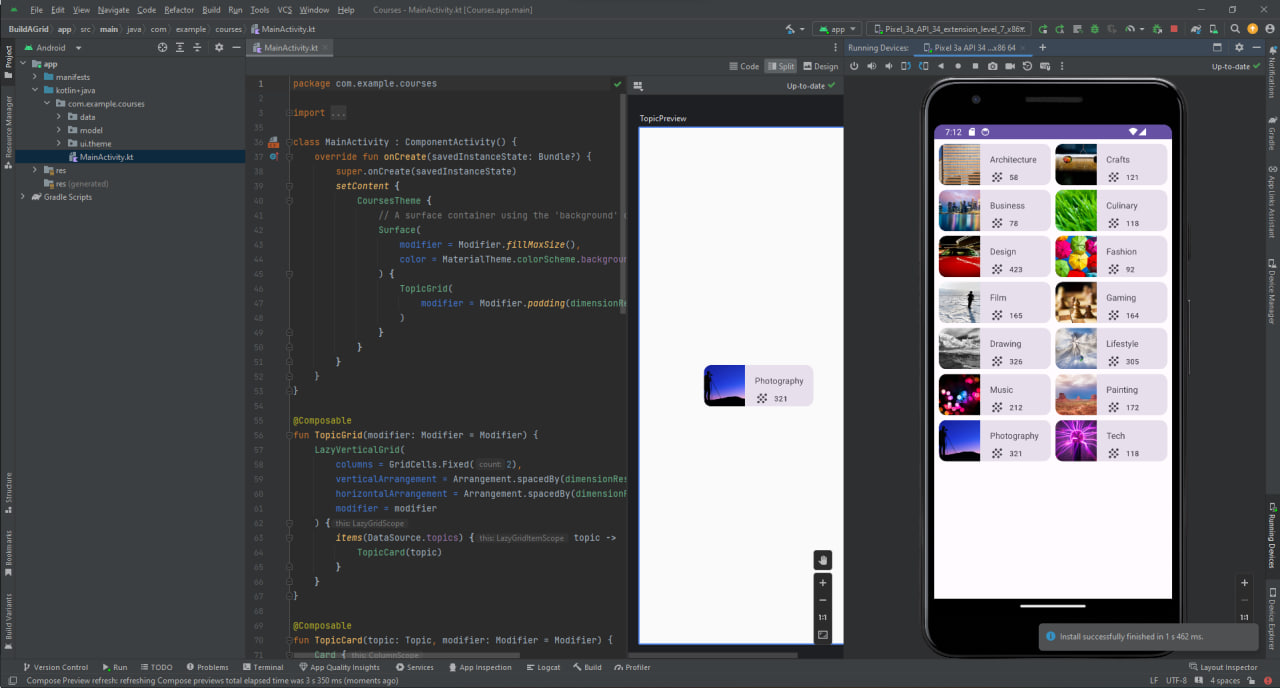 File Edit View Navigate Code Refactor Build Run Tools VCS Window Help Courses - MainActivity.kt [Courses.app.main]
BuildAGrid app src main java com example courses MainActivity.kt
app Pixel_3a_API_34_extension_level_7_x86
Android
MainActivity.kt
Running Devices: Pixel 3a API 34 ...x86 64
Code Split Design
Up-to-date
Project
Resource Manager
Structure
Bookmarks
Build Variants
app
manifests
kotlin+java
com.example.courses
data
model
ui.theme
MainActivity.kt
res
res (generated)
Gradle Scripts
1 package com.example.courses
2
3 import ...
35
36 class MainActivity : ComponentActivity() {
37 override fun onCreate(savedInstanceState: Bundle?) {
38 super.onCreate(savedInstanceState)
39 setContent {
40 CoursesTheme {
41 // A surface container using the 'background'
42 Surface(
43 modifier = Modifier.fillMaxSize(),
44 color = MaterialTheme.colorScheme.background
45 ) {
46 TopicGrid(
47 modifier = Modifier.padding(dimensionRes
48 )
49 }
50 }
51 }
52 }
53 }
54
55 @Composable
56 fun TopicGrid(modifier: Modifier = Modifier) {
57 LazyVerticalGrid(
58 columns = GridCells.Fixed( count: 2),
59 verticalArrangement = Arrangement.spacedBy(dimensionRes
60 horizontalArrangement = Arrangement.spacedBy(dimensionR
61 modifier = modifier
62 ) { this: LazyGridScope
63 items(DataSource.topics) { this: LazyGridItemScope topic ->
64 TopicCard(topic)
65 }
66 }
67 }
68
69 @Composable
70 fun TopicCard(topic: Topic, modifier: Modifier = Modifier) {
71 Card { this: ColumnScope
Up-to-date
TopicPreview
Photography
321
1:1
7:12
Architecture
58
Crafts
121
Business
78
Culinary
118
Design
423
Fashion
92
Film
165
Gaming
164
Drawing
326
Lifestyle
305
Music
212
Painting
172
Photography
321
Tech
118
1:1
Install successfully finished in 1 s 462 ms.
Notifications
Gradle
App Links Assistant
Device Manager
Running Devices
Device Explorer
Version Control Run TODO Problems Terminal App Quality Insights Services App Inspection Logcat Build Profiler Layout Inspector
Compose Preview refresh: refreshing Compose previews total elapsed time was 3 s 350 ms (moments ago) LF UTF-8 4 spaces